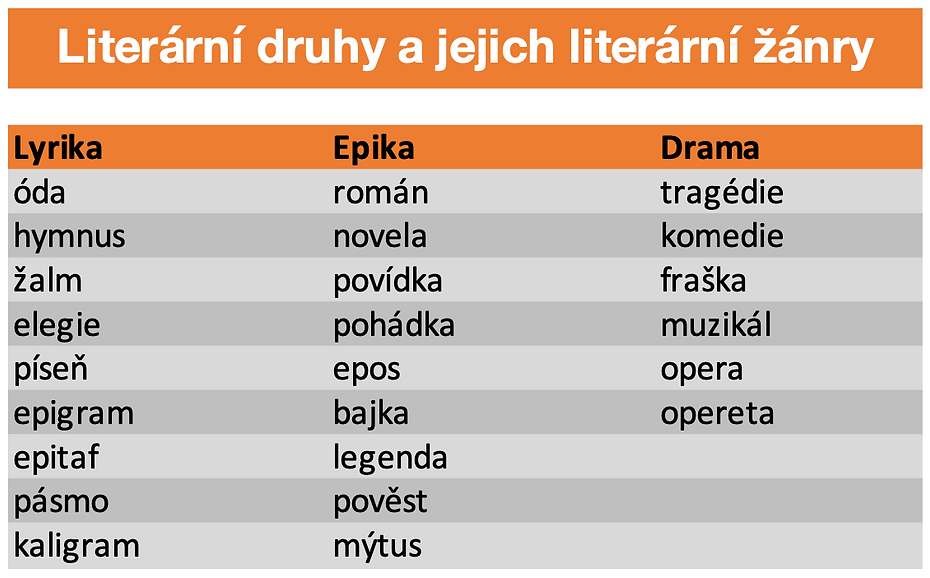 Literární druhy a jejich literární žánry
Lyrika Epika Drama
óda román tragédie
hymnus novela komedie
žalm povídka fraška
elegie pohádka muzikál
píseň epos opera
epigram bajka opereta
epitaf legenda
pásmo pověst
kaligram mýtus